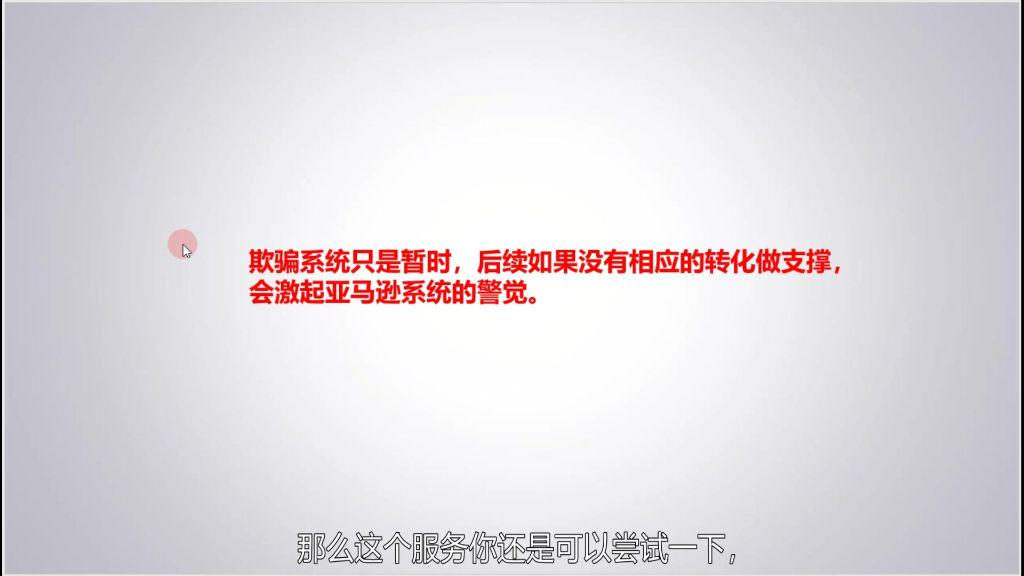 欺骗系统只是暂时，后续如果没有相应的转化做支撑，
会激起亚马逊系统的警觉。
那么这个服务你还是可以尝试一下，